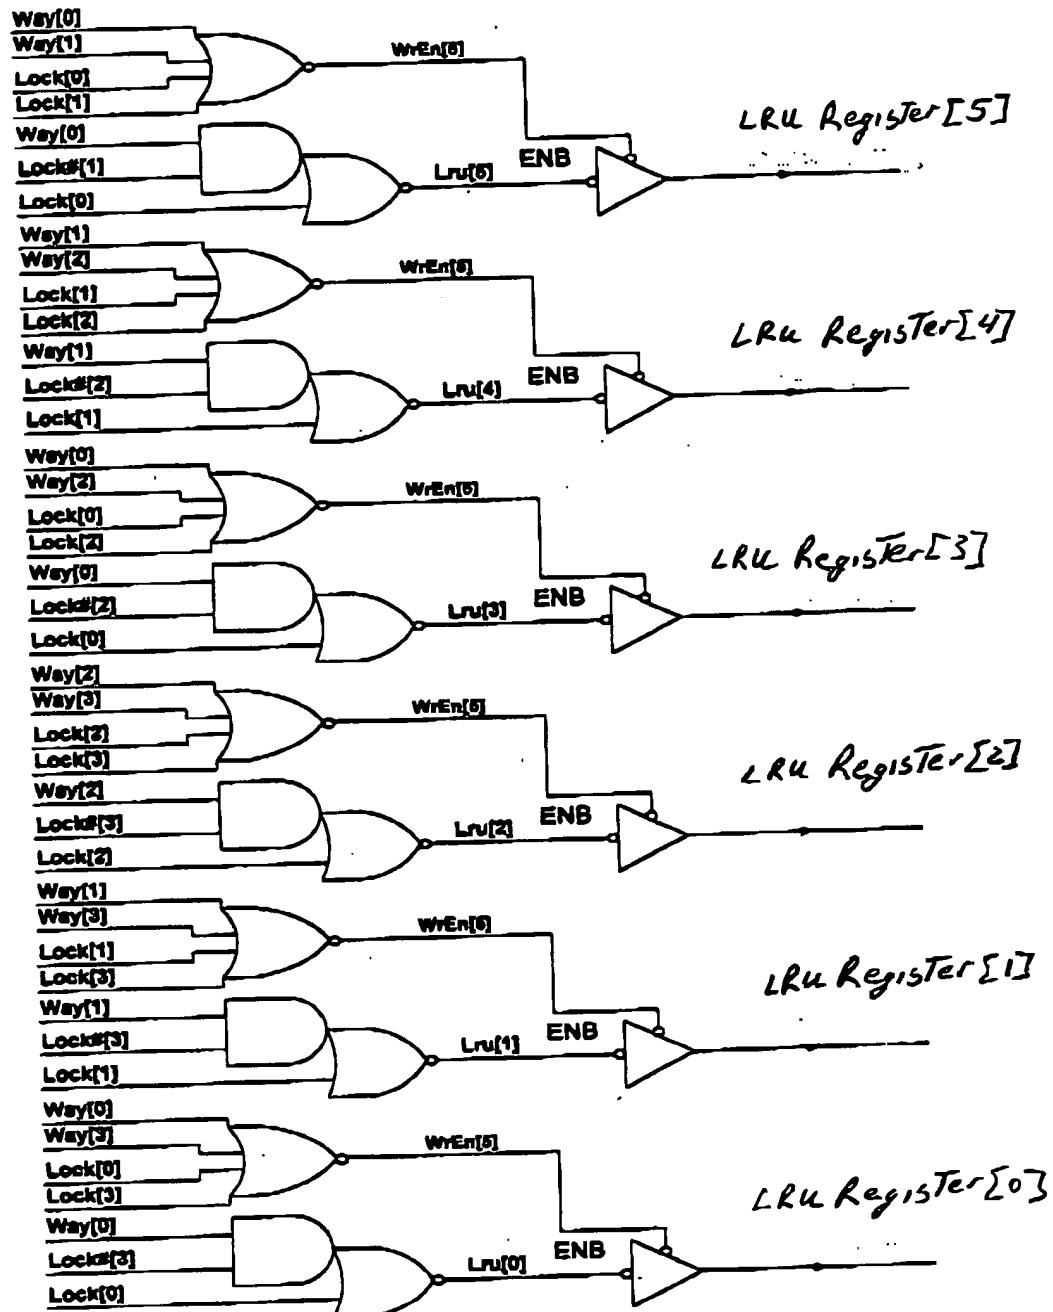 Way[0]
Way[1]
WrEn[5]
Lock[0]
Lock[1]
LRU Register[5]
Way[0]
Lock#[1]
ENB
Lru[5]
Lock[0]
Way[1]
Way[2]
WrEn[5]
Lock[1]
Lock[2]
LRU Register[4]
Way[1]
Lock#[2]
ENB
Lru[4]
Lock[1]
Way[0]
Way[2]
WrEn[5]
Lock[0]
Lock[2]
LRU Register[3]
Way[0]
Lock#[2]
ENB
Lru[3]
Lock[0]
Way[2]
Way[3]
WrEn[5]
Lock[2]
Lock[3]
LRU Register[2]
Way[2]
Lock#[3]
ENB
Lru[2]
Lock[2]
Way[1]
Way[3]
WrEn[5]
Lock[1]
Lock[3]
LRU Register[1]
Way[1]
Lock#[3]
ENB
Lru[1]
Lock[1]
Way[0]
Way[3]
WrEn[5]
Lock[0]
Lock[3]
LRU Register[0]
Way[0]
Lock#[3]
ENB
Lru[0]
Lock[0]